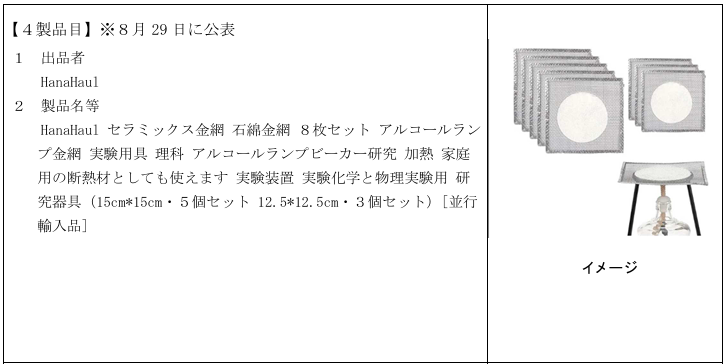 【４製品目】※８月 29 日に公表
１　出品者
HanaHaul
２　製品名等
HanaHaul セラミックス金網 石綿金網 ８枚セット アルコールラン
プ金網 実験用具 理科 アルコールランプビーカー研究 加熱 家庭
用の断熱材としても使えます 実験装置 実験化学と物理実験用 研
究器具（15cm*15cm・５個セット 12.5*12.5cm・３個セット）[並行
輸入品]
イメージ